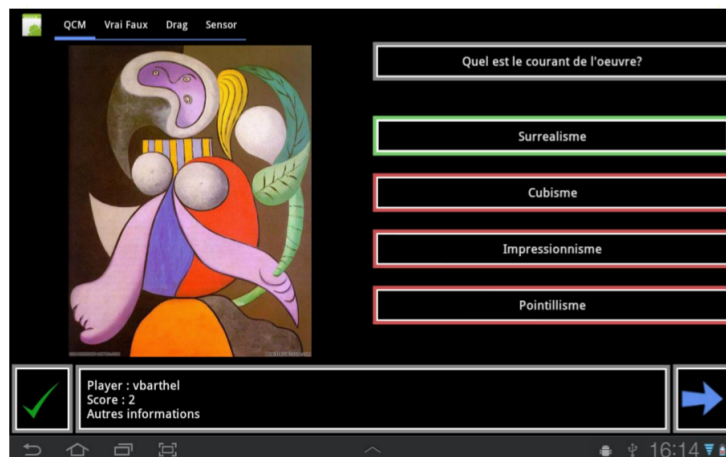 QCM Vrai Faux Drag Sensor
Quel est le courant de l'oeuvre?
Surrealisme
Cubisme
Impressionnisme
Pointillisme
Player : vbarthel
Score : 2
Autres informations
16:14